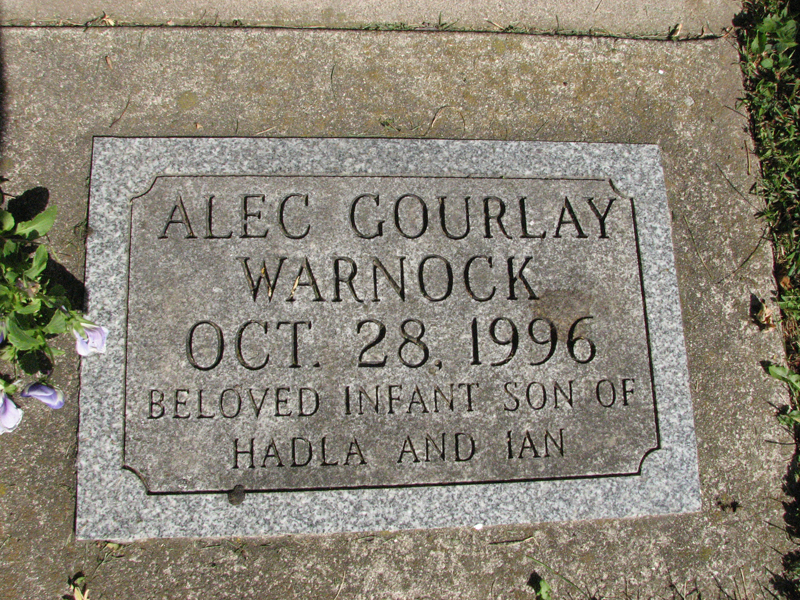 ALEC GOURLAY
WARNOCK
OCT. 28, 1996
BELOVED INFANT SON OF
HADLA AND IAN